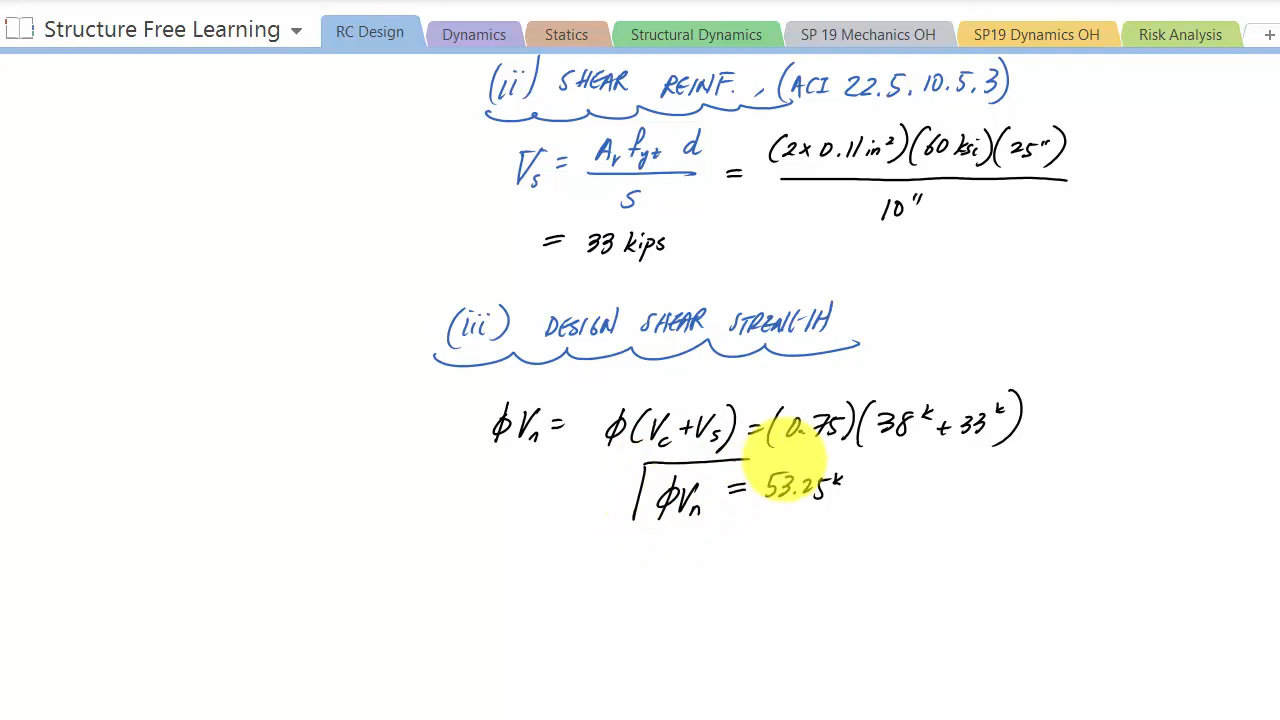 Structure Free Learning
RC Design Dynamics Statics Structural Dynamics SP 19 Mechanics OH SP19 Dynamics OH Risk Analysis +
(ii) SHEAR REINF. , (ACI 22.5.10.5.3)
Vs = Av fyt d / s = (2 x 0.11 in²)(60 ksi)(25") / 10"
= 33 kips
(iii) DESIGN SHEAR STRENGTH
ϕVn = ϕ(Vc + Vs) = (0.75)(38ᵏ + 33ᵏ)
ϕVn = 53.25ᵏ